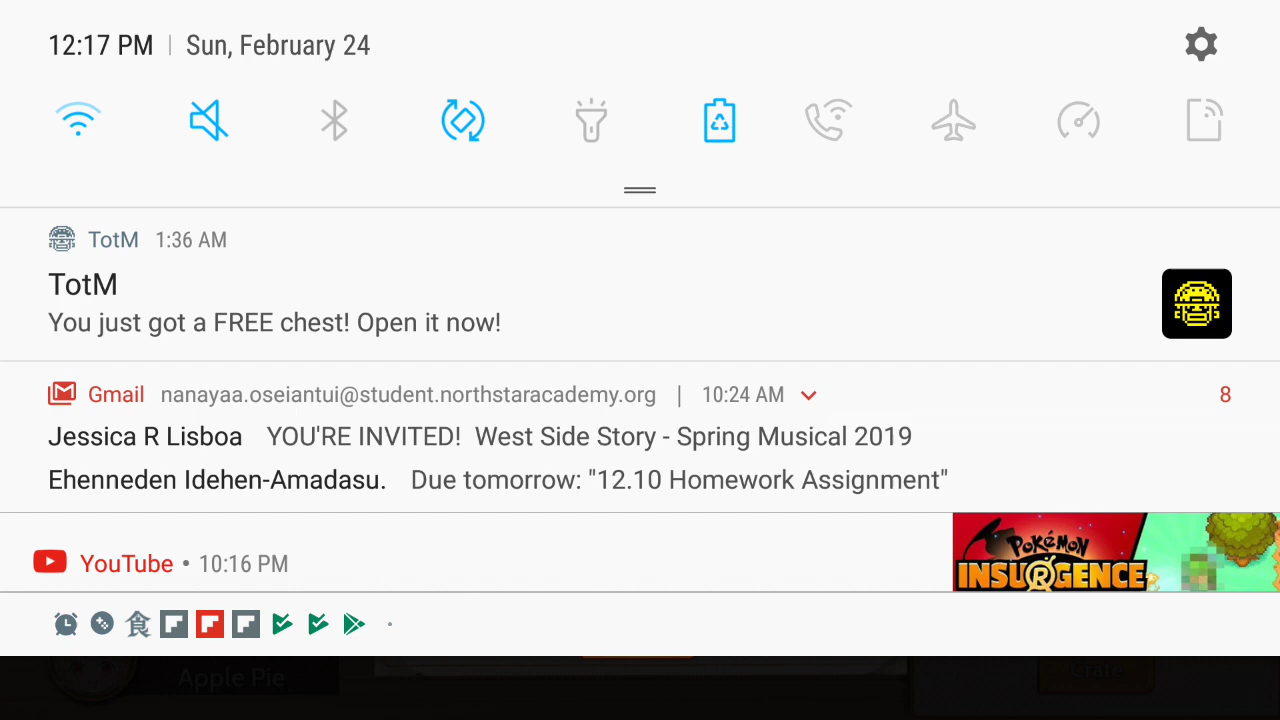 12:17 PM | Sun, February 24
TotM 1:36 AM
TotM
You just got a FREE chest! Open it now!
Gmail nanayaa.oseiantui@student.northstaracademy.org | 10:24 AM 8
Jessica R Lisboa YOU'RE INVITED! West Side Story - Spring Musical 2019
Ehenneden Idehen-Amadasu. Due tomorrow: "12.10 Homework Assignment"
POKéMON
INSURGENCE
YouTube • 10:16 PM
食
Apple Pie